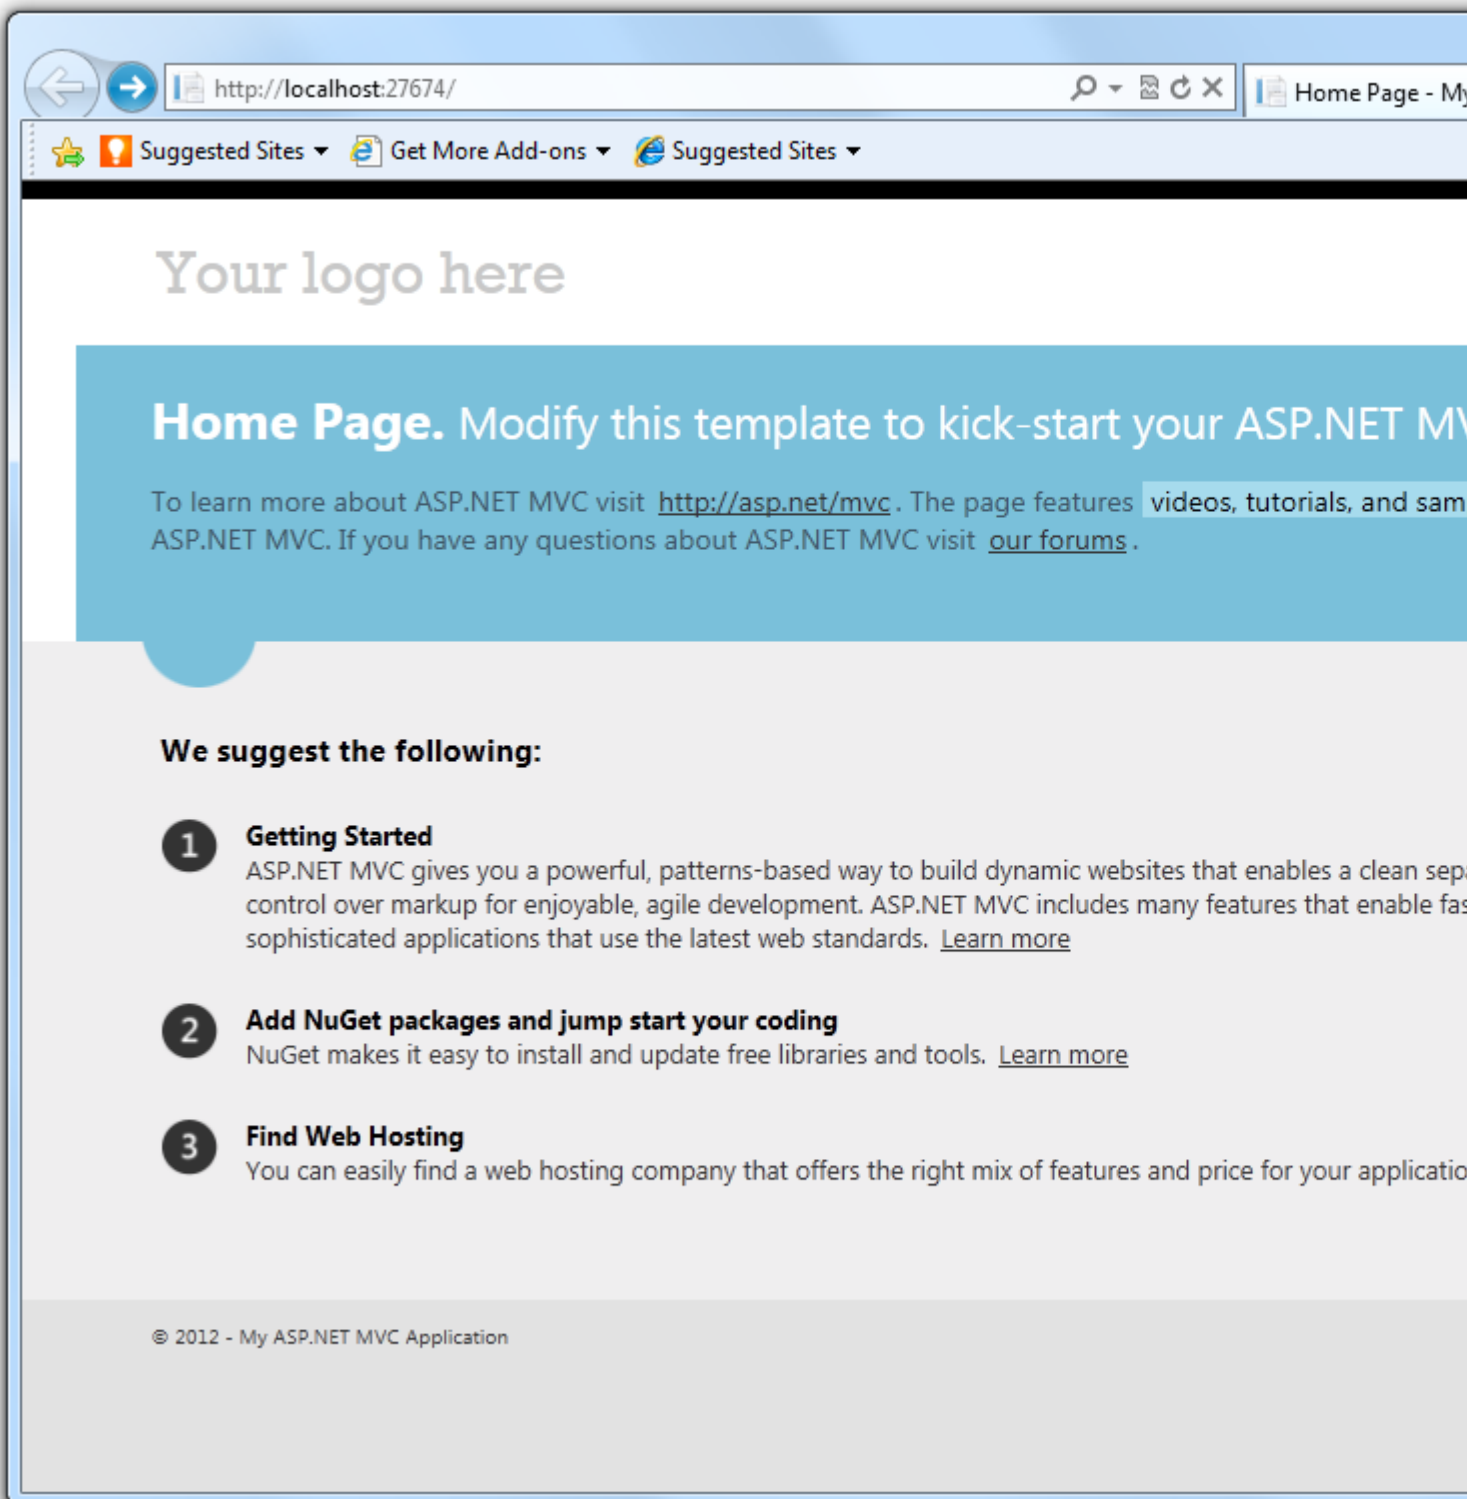 http://localhost:27674/
Home Page - My
Suggested Sites
Get More Add-ons
Suggested Sites
Your logo here
Home Page. Modify this template to kick-start your ASP.NET MV
To learn more about ASP.NET MVC visit http://asp.net/mvc. The page features videos, tutorials, and sam
ASP.NET MVC. If you have any questions about ASP.NET MVC visit our forums.
We suggest the following:
1 Getting Started
ASP.NET MVC gives you a powerful, patterns-based way to build dynamic websites that enables a clean sepa
control over markup for enjoyable, agile development. ASP.NET MVC includes many features that enable fas
sophisticated applications that use the latest web standards. Learn more
2 Add NuGet packages and jump start your coding
NuGet makes it easy to install and update free libraries and tools. Learn more
3 Find Web Hosting
You can easily find a web hosting company that offers the right mix of features and price for your applicatio
© 2012 - My ASP.NET MVC Application